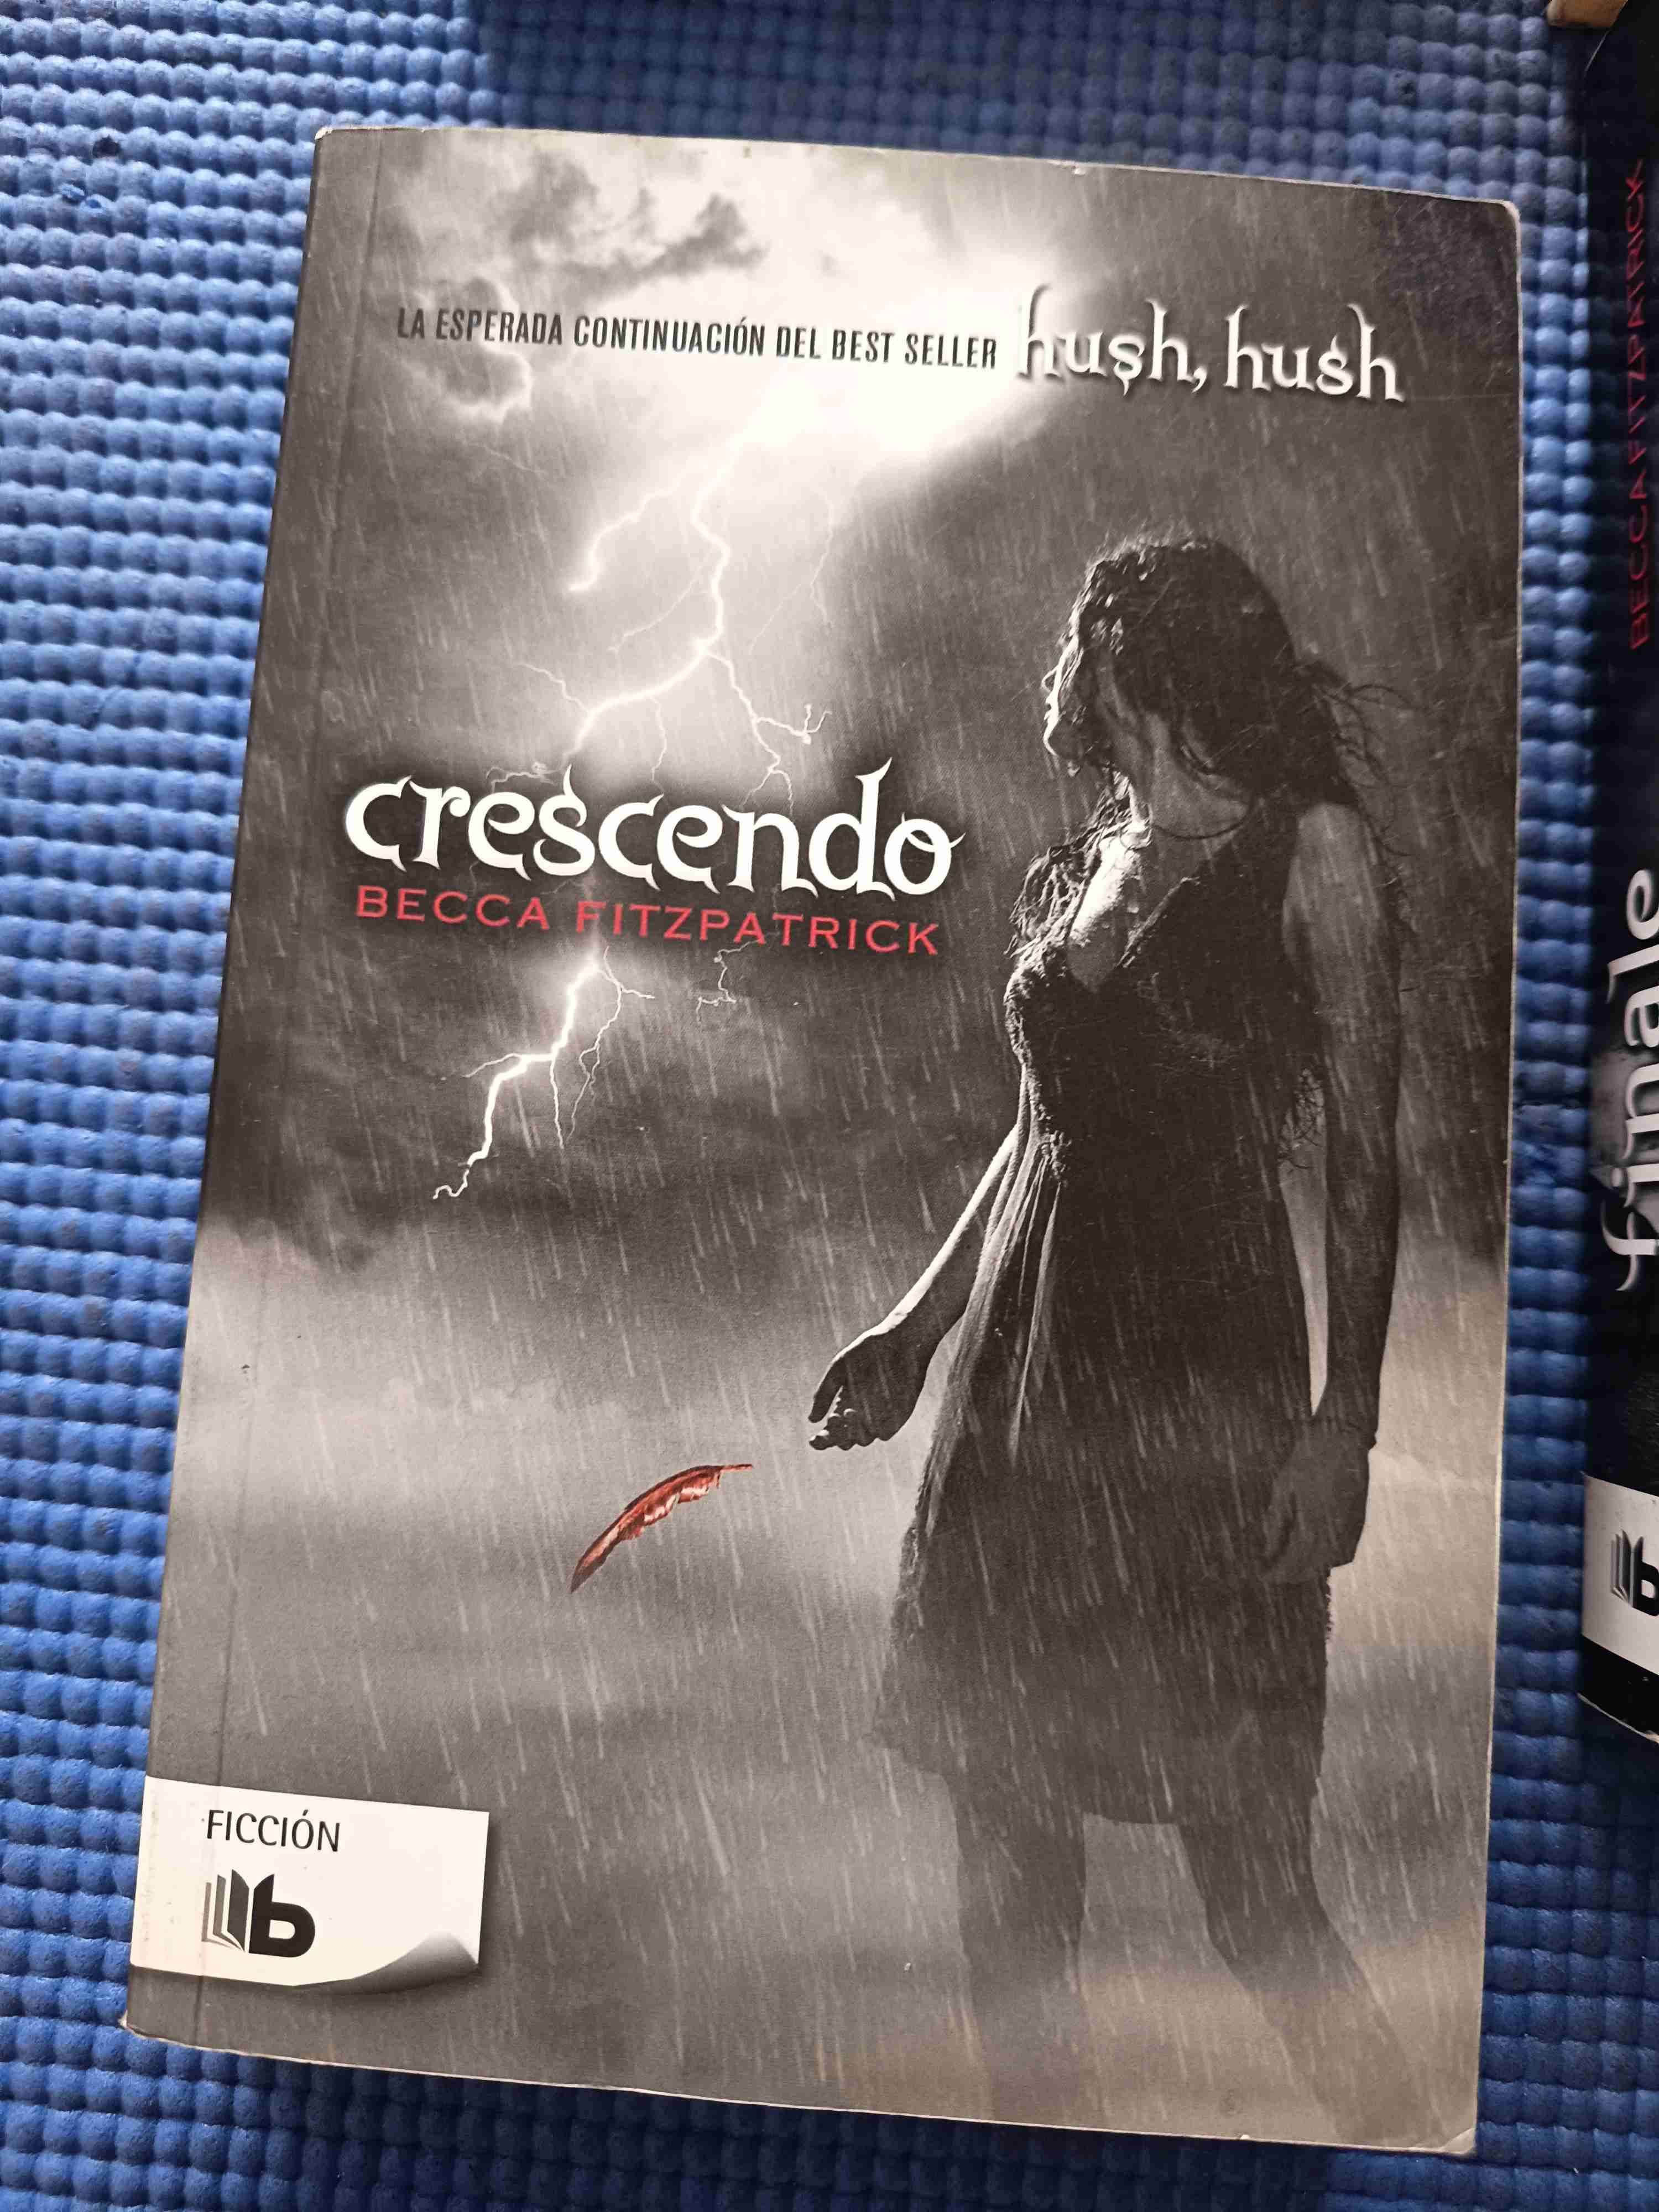 LA ESPERADA CONTINUACIÓN DEL BEST SELLER hush, hush
crescendo
BECCA FITZPATRICK
FICCIÓN
b
BECCA FITZPATRICK
finale
b